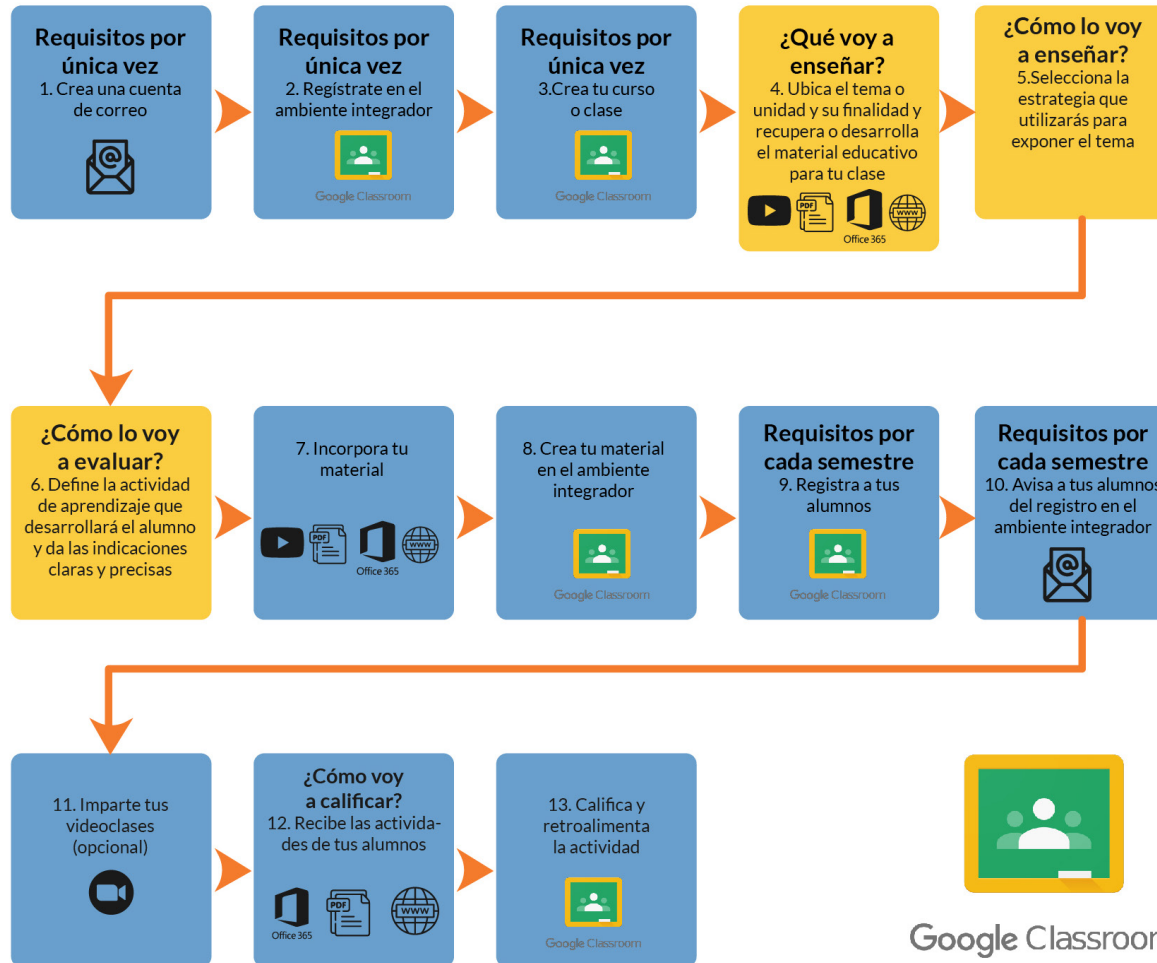 Requisitos por
única vez
1. Crea una cuenta
de correo
Requisitos por
única vez
2. Regístrate en el
ambiente integrador
Google Classroom
Requisitos por
única vez
3.Crea tu curso
o clase
Google Classroom
¿Qué voy a
enseñar?
4. Ubica el tema o
unidad y su finalidad y
recupera o desarrolla
el material educativo
para tu clase
PDF
Office 365
WWW
¿Cómo lo voy
a enseñar?
5.Selecciona la
estrategia que
utilizarás para
exponer el tema
¿Cómo lo voy
a evaluar?
6. Define la actividad
de aprendizaje que
desarrollará el alumno
y da las indicaciones
claras y precisas
7. Incorpora tu
material
PDF
Office 365
WWW
8. Crea tu material
en el ambiente
integrador
Google Classroom
Requisitos por
cada semestre
9. Registra a tus
alumnos
Google Classroom
Requisitos por
cada semestre
10. Avisa a tus alumnos
del registro en el
ambiente integrador
11. Imparte tus
videoclases
(opcional)
¿Cómo voy
a calificar?
12. Recibe las activida-
des de tus alumnos
Office 365
PDF
WWW
13. Califica y
retroalimenta
la actividad
Google Classroom
Google Classroom